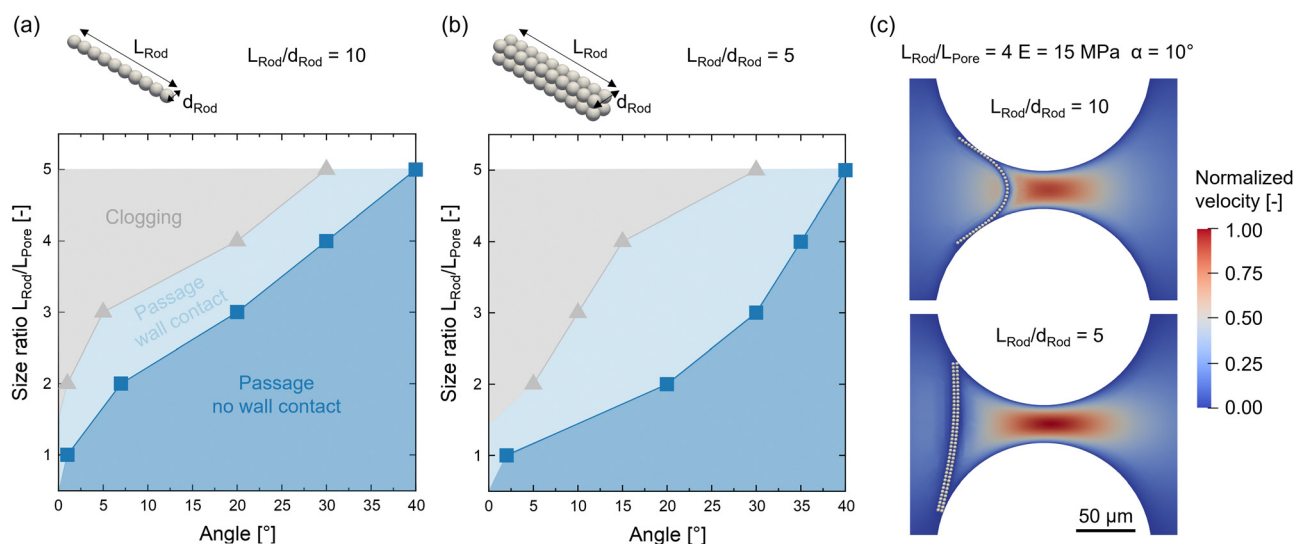 (a)
L_Rod
d_Rod
L_Rod/d_Rod = 10
Size ratio L_Rod/L_Pore [-]
5
4
3
2
1
Clogging
Passage
wall contact
Passage
no wall contact
0 5 10 15 20 25 30 35 40
Angle [°]
(b)
L_Rod
d_Rod
L_Rod/d_Rod = 5
Size ratio L_Rod/L_Pore [-]
5
4
3
2
1
0 5 10 15 20 25 30 35 40
Angle [°]
(c)
L_Rod/L_Pore = 4 E = 15 MPa α = 10°
L_Rod/d_Rod = 10
L_Rod/d_Rod = 5
50 µm
Normalized
velocity [-]
1.00
0.75
0.50
0.25
0.00